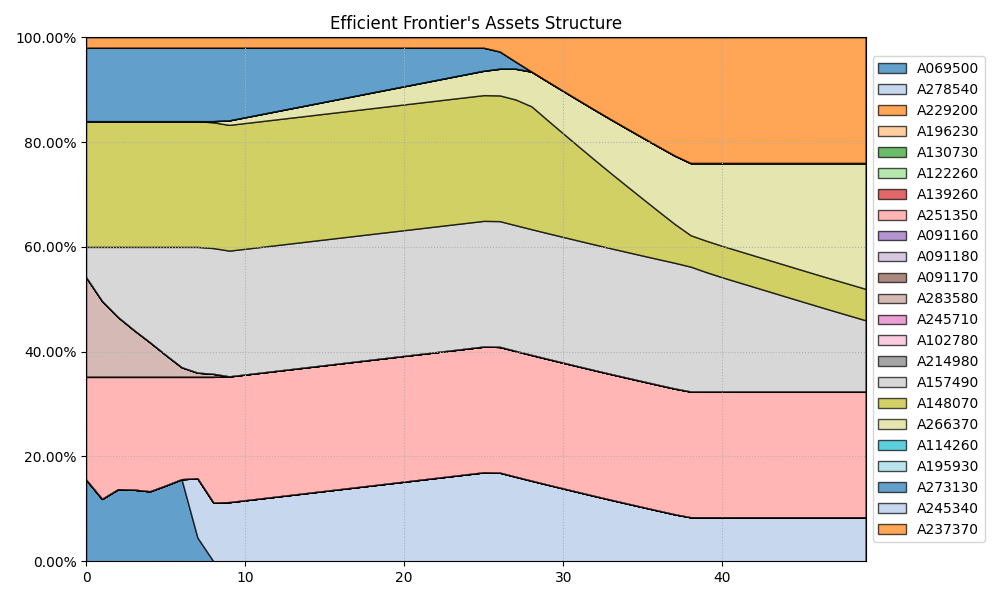 Efficient Frontier's Assets Structure
100.00%
80.00%
60.00%
40.00%
20.00%
0.00%
0
10
20
30
40
A069500
A278540
A229200
A196230
A130730
A122260
A139260
A251350
A091160
A091180
A091170
A283580
A245710
A102780
A214980
A157490
A148070
A266370
A114260
A195930
A273130
A245340
A237370